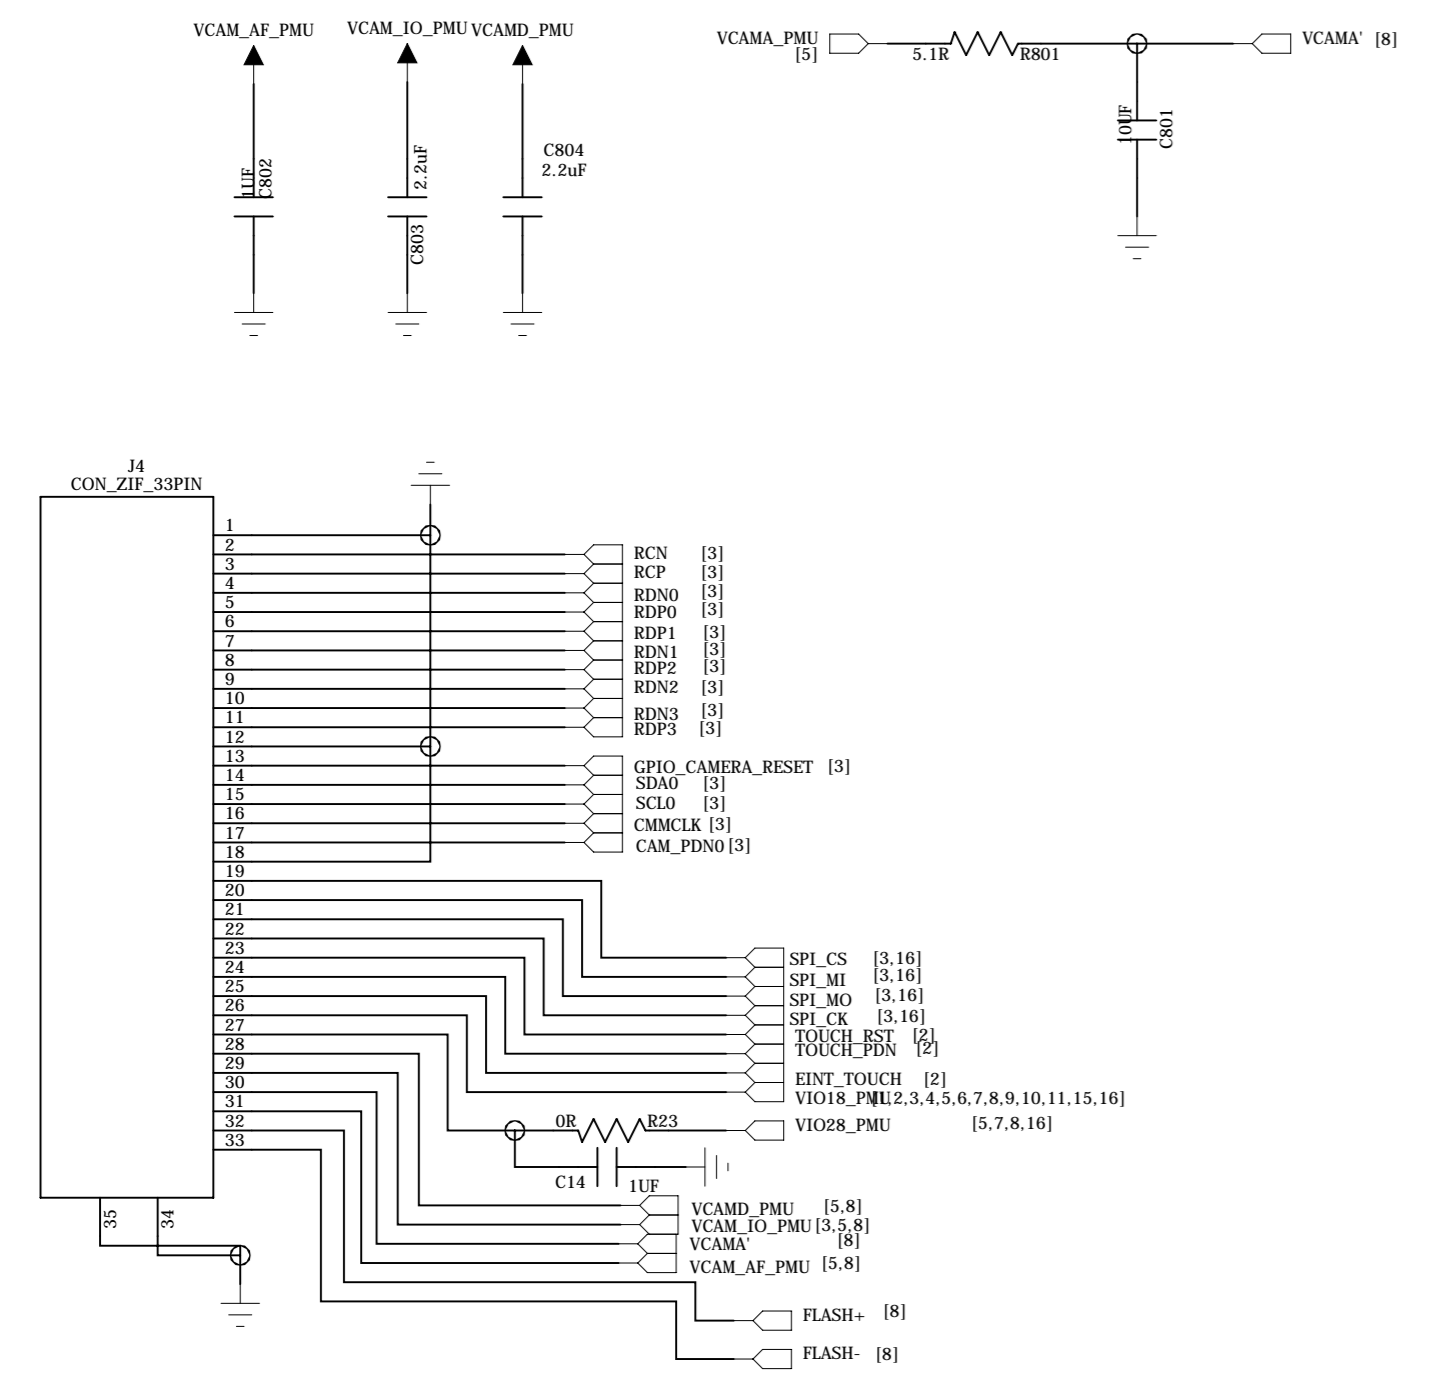 VCAM_AF_PMU VCAM_IO_PMU VCAMD_PMU
1UF
C802
2.2uF
C803
C804
2.2uF
VCAMA_PMU
[5]
5.1R R801
VCAMA' [8]
10UF
C801
J4
CON_ZIF_33PIN
1
2
3
4
5
6
7
8
9
10
11
12
13
14
15
16
17
18
19
20
21
22
23
24
25
26
27
28
29
30
31
32
33
35
34
RCN [3]
RCP [3]
RDN0 [3]
RDP0 [3]
RDP1 [3]
RDN1 [3]
RDP2 [3]
RDN2 [3]
RDN3 [3]
RDP3 [3]
GPIO_CAMERA_RESET [3]
SDA0 [3]
SCL0 [3]
CMMCLK [3]
CAM_PDN0 [3]
SPI_CS [3,16]
SPI_MI [3,16]
SPI_MO [3,16]
SPI_CK [3,16]
TOUCH_RST [2]
TOUCH_PDN [2]
EINT_TOUCH [2]
VIO18_PMU [1,2,3,4,5,6,7,8,9,10,11,15,16]
0R R23 VIO28_PMU [5,7,8,16]
C14 1UF
VCAMD_PMU [5,8]
VCAM_IO_PMU [3,5,8]
VCAMA' [8]
VCAM_AF_PMU [5,8]
FLASH+ [8]
FLASH- [8]